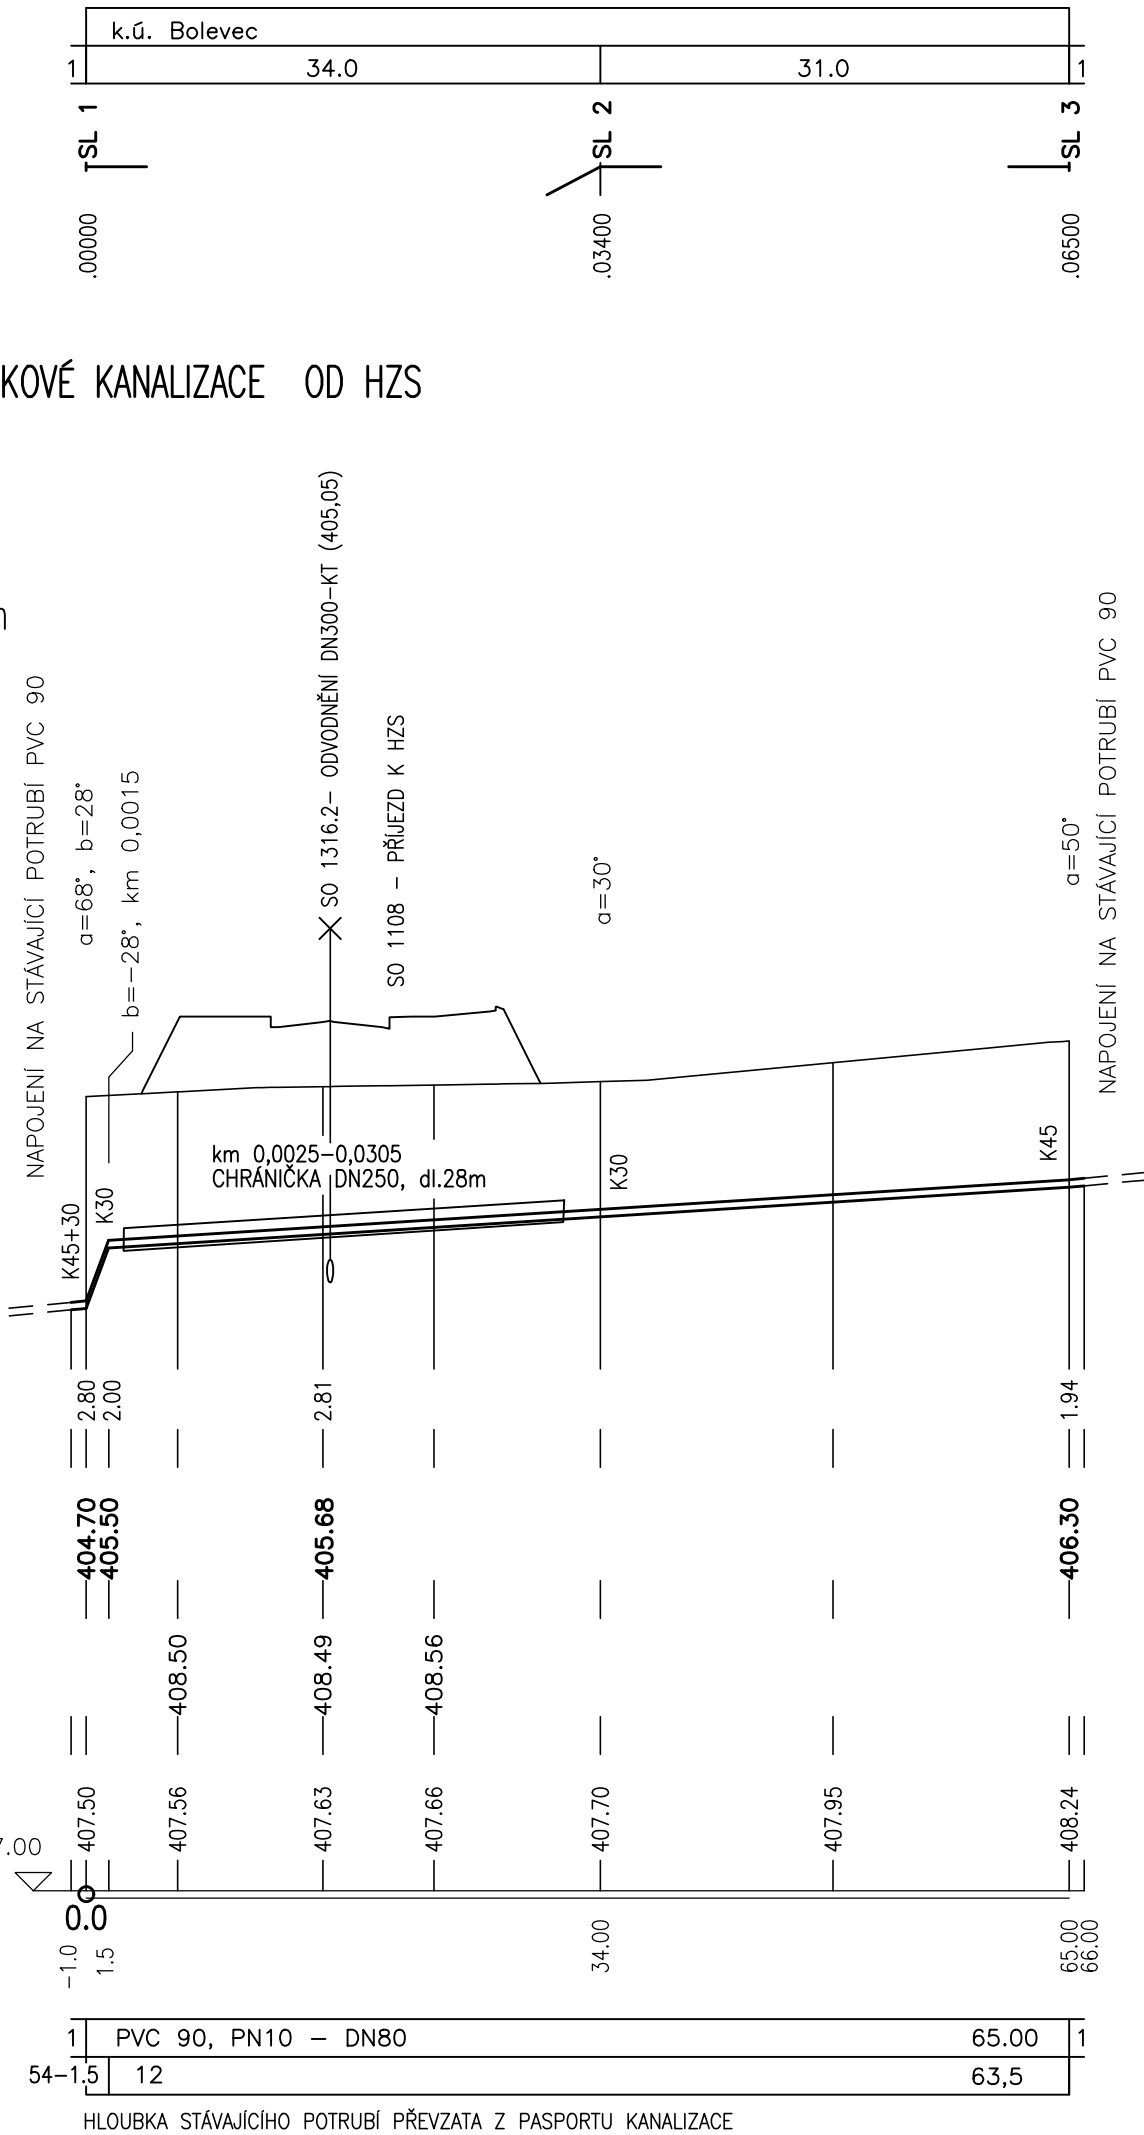 k.ú. Bolevec
1 34.0 31.0 1
SL 1
SL 2
SL 3
.00000
.03400
.06500
KOVÉ KANALIZACE OD HZS
NAPOJENÍ NA STÁVAJÍCÍ POTRUBÍ PVC 90
a=68°, b=28°
b=-28°, km 0,0015
SO 1316.2- ODVODNĚNÍ DN300-KT (405,05)
SO 1108 - PŘÍJEZD K HZS
a=30°
a=50°
NAPOJENÍ NA STÁVAJÍCÍ POTRUBÍ PVC 90
km 0,0025-0,0305
CHRÁNIČKA DN250, dl.28m
K45+30
K30
K30
K45
2.80
2.00
2.81
1.94
404.70
405.50
405.68
406.30
408.50
408.49
408.56
407.50
407.56
407.63
407.66
407.70
407.95
408.24
7.00
0.0
-1.0
1.5
34.00
65.00
66.00
1 PVC 90, PN10 - DN80 65.00 1
54-1.5 12 63,5
HLOUBKA STÁVAJÍCÍHO POTRUBÍ PŘEVZATA Z PASPORTU KANALIZACE